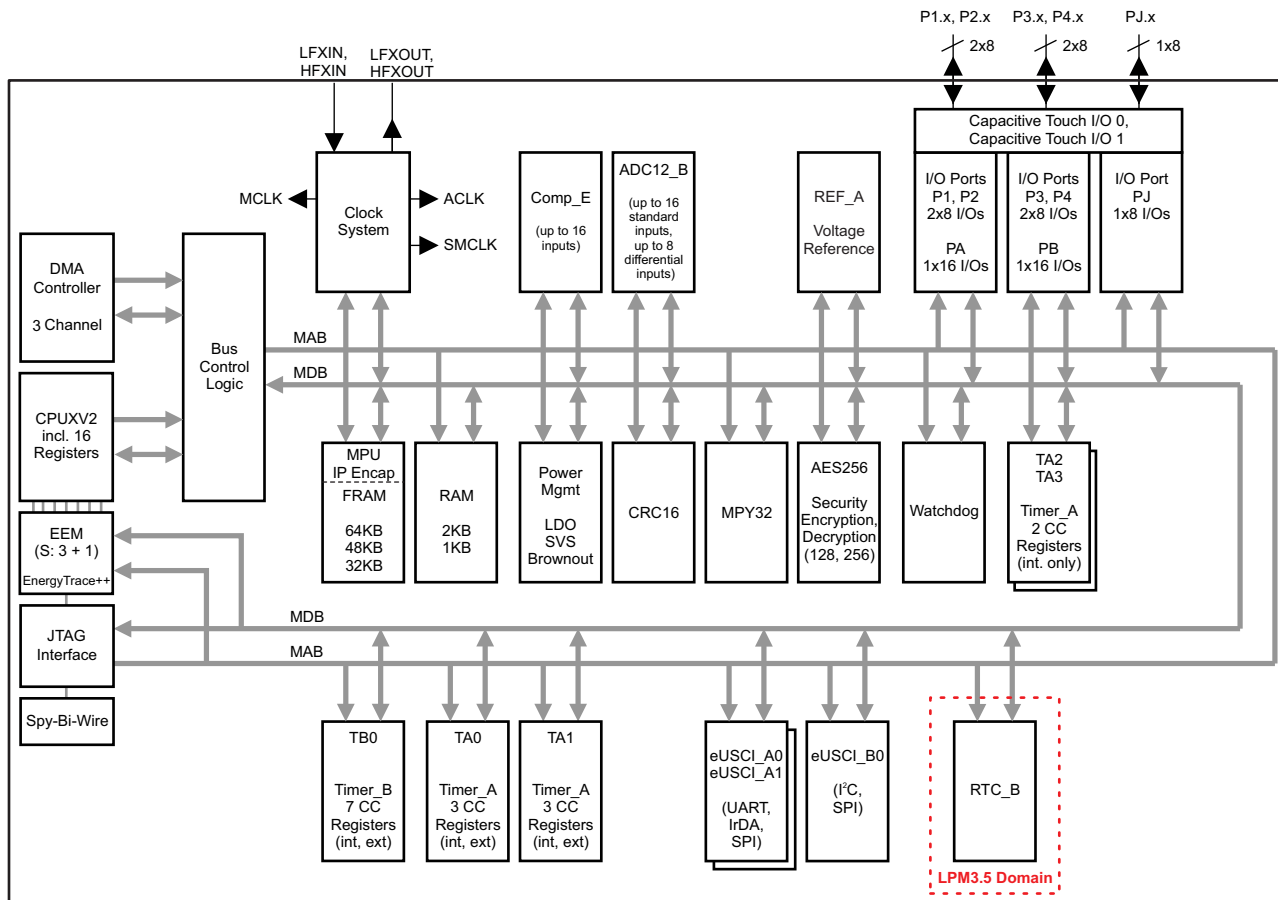 P1.x, P2.x
P3.x, P4.x
PJ.x
2x8
2x8
1x8
LFXIN,
HFXIN
LFXOUT,
HFXOUT
Capacitive Touch I/O 0,
Capacitive Touch I/O 1
MCLK
Clock
System
ACLK
SMCLK
Comp_E
(up to 16
inputs)
ADC12_B
(up to 16
standard
inputs,
up to 8
differential
inputs)
REF_A
Voltage
Reference
I/O Ports
P1, P2
2x8 I/Os
PA
1x16 I/Os
I/O Ports
P3, P4
2x8 I/Os
PB
1x16 I/Os
I/O Port
PJ
1x8 I/Os
DMA
Controller
3 Channel
Bus
Control
Logic
MAB
MDB
CPUXV2
incl. 16
Registers
MPU
IP Encap
FRAM
64KB
48KB
32KB
RAM
2KB
1KB
Power
Mgmt
LDO
SVS
Brownout
CRC16
MPY32
AES256
Security
Encryption,
Decryption
(128, 256)
Watchdog
TA2
TA3
Timer_A
2 CC
Registers
(int. only)
EEM
(S: 3 + 1)
EnergyTrace++
JTAG
Interface
MDB
MAB
Spy-Bi-Wire
TB0
Timer_B
7 CC
Registers
(int, ext)
TA0
Timer_A
3 CC
Registers
(int, ext)
TA1
Timer_A
3 CC
Registers
(int, ext)
eUSCI_A0
eUSCI_A1
(UART,
IrDA,
SPI)
eUSCI_B0
(I²C,
SPI)
RTC_B
LPM3.5 Domain